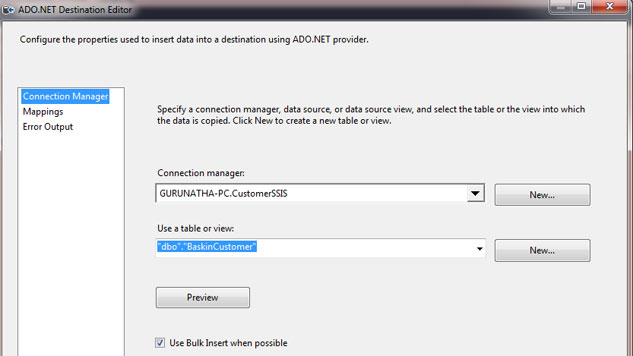 ADO.NET Destination Editor
Configure the properties used to insert data into a destination using ADO.NET provider.
Connection Manager
Mappings
Error Output
Specify a connection manager, data source, or data source view, and select the table or the view into which
the data is copied. Click New to create a new table or view.
Connection manager:
GURUNATHA-PC.CustomerSSIS
New...
Use a table or view:
"dbo"."BaskinCustomer"
New...
Preview
Use Bulk Insert when possible